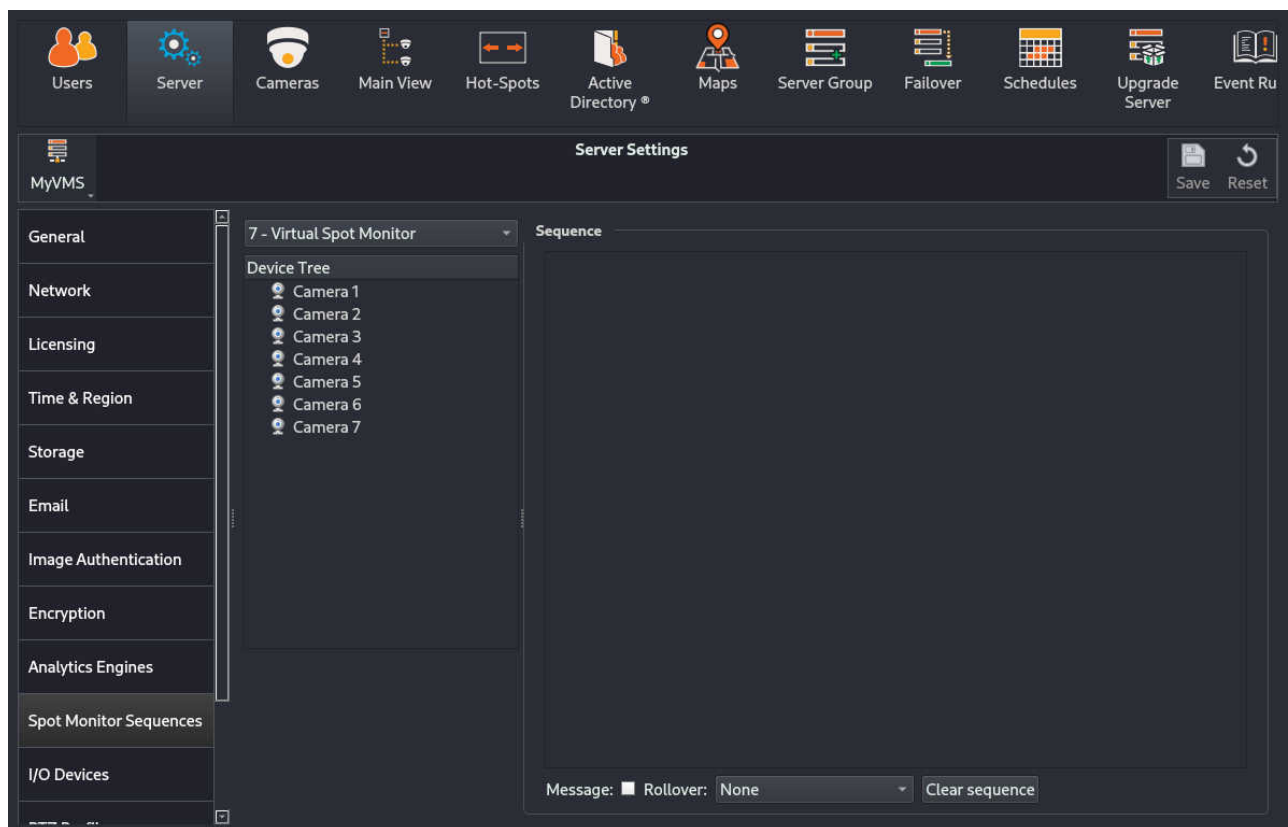 Users
Server
Cameras
Main View
Hot-Spots
Active
Directory ®
Maps
Server Group
Failover
Schedules
Upgrade
Server
Event Ru
MyVMS
Server Settings
Save
Reset
General
Network
Licensing
Time & Region
Storage
Email
Image Authentication
Encryption
Analytics Engines
Spot Monitor Sequences
I/O Devices
7 - Virtual Spot Monitor
Device Tree
Camera 1
Camera 2
Camera 3
Camera 4
Camera 5
Camera 6
Camera 7
Sequence
Message: Rollover: None Clear sequence